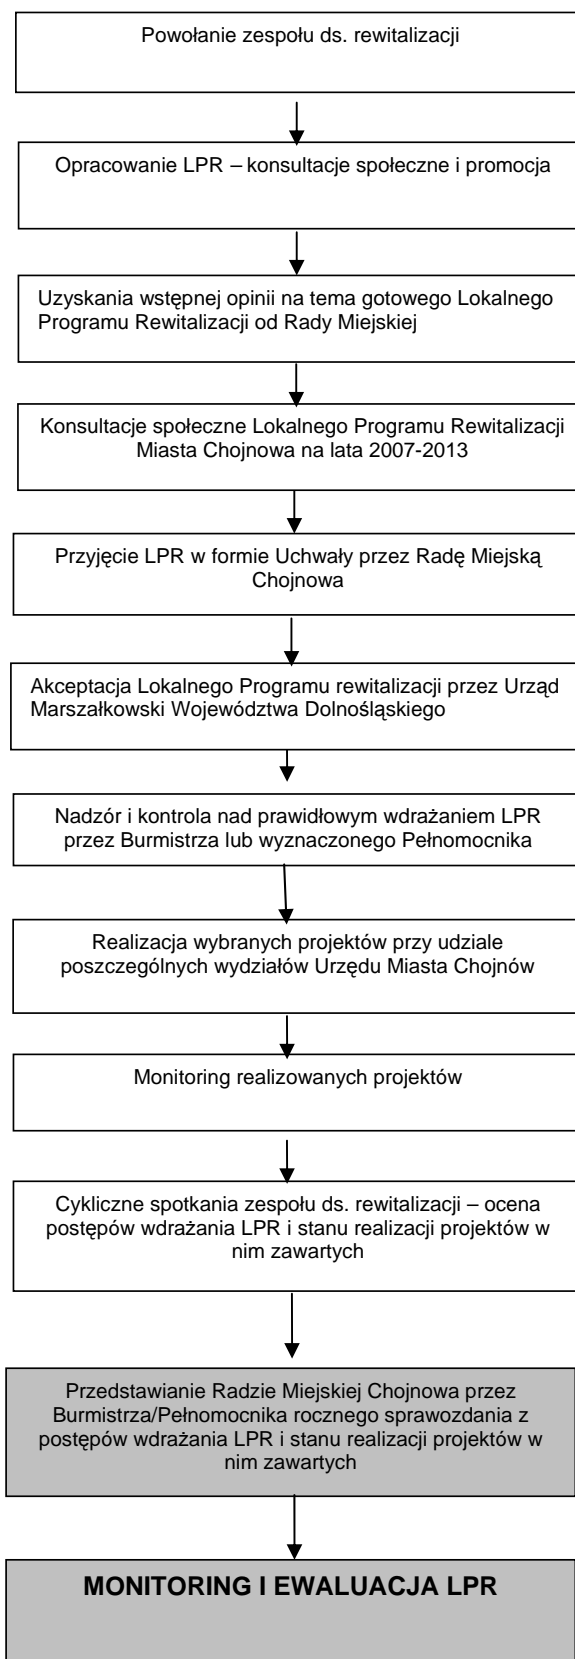 Powołanie zespołu ds. rewitalizacji
Opracowanie LPR – konsultacje społeczne i promocja
Uzyskania wstępnej opinii na tema gotowego Lokalnego
Programu Rewitalizacji od Rady Miejskiej
Konsultacje społeczne Lokalnego Programu Rewitalizacji
Miasta Chojnowa na lata 2007-2013
Przyjęcie LPR w formie Uchwały przez Radę Miejską
Chojnowa
Akceptacja Lokalnego Programu rewitalizacji przez Urząd
Marszałkowski Województwa Dolnośląskiego
Nadzór i kontrola nad prawidłowym wdrażaniem LPR
przez Burmistrza lub wyznaczonego Pełnomocnika
Realizacja wybranych projektów przy udziale
poszczególnych wydziałów Urzędu Miasta Chojnów
Monitoring realizowanych projektów
Cykliczne spotkania zespołu ds. rewitalizacji – ocena
postępów wdrażania LPR i stanu realizacji projektów w
nim zawartych
Przedstawianie Radzie Miejskiej Chojnowa przez
Burmistrza/Pełnomocnika rocznego sprawozdania z
postępów wdrażania LPR i stanu realizacji projektów w
nim zawartych
MONITORING I EWALUACJA LPR